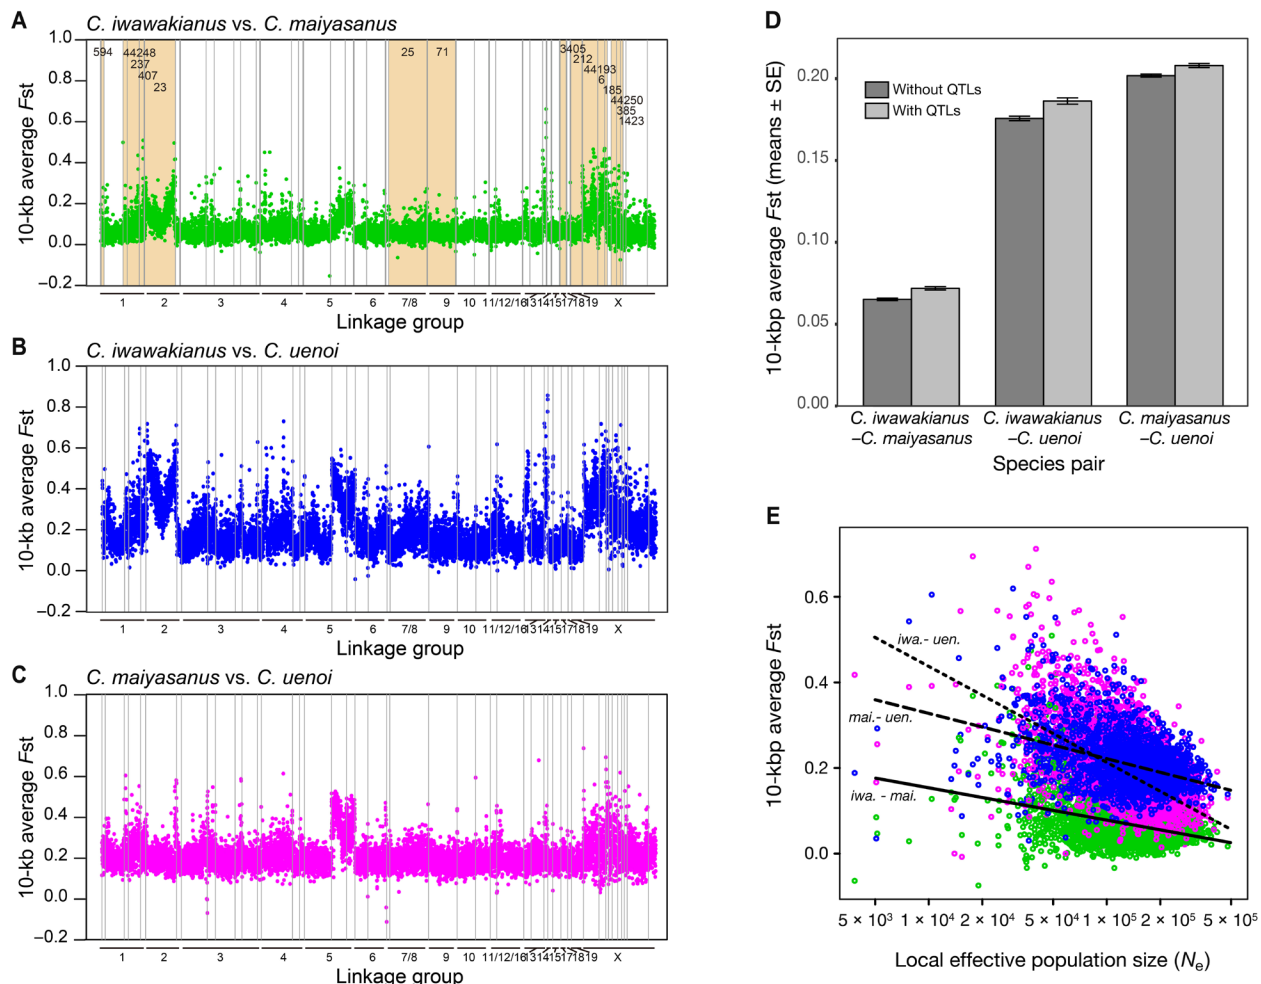 A
C. iwawakianus vs. C. maiyasanus
10-kb average Fst
1.0
0.8
0.6
0.4
0.2
0.0
−0.2
594
44248
237
407
23
25
71
3405
212
44193
6
185
44250
385
1423
1 2 3 4 5 6 7/8 9 10 11/12/16 13 14 15 17 18 19 X
Linkage group
B
C. iwawakianus vs. C. uenoi
10-kb average Fst
1.0
0.8
0.6
0.4
0.2
0.0
−0.2
1 2 3 4 5 6 7/8 9 10 11/12/16 13 14 15 17 18 19 X
Linkage group
C
C. maiyasanus vs. C. uenoi
10-kb average Fst
1.0
0.8
0.6
0.4
0.2
0.0
−0.2
1 2 3 4 5 6 7/8 9 10 11/12/16 13 14 15 17 18 19 X
Linkage group
D
10-kbp average Fst (means ± SE)
0.20
0.15
0.10
0.05
0.00
Without QTLs
With QTLs
C. iwawakianus
–C. maiyasanus
C. iwawakianus
–C. uenoi
C. maiyasanus
–C. uenoi
Species pair
E
10-kbp average Fst
0.6
0.4
0.2
0.0
iwa.- uen.
mai.- uen.
iwa. - mai.
5 × 10³ 1 × 10⁴ 2 × 10⁴ 5 × 10⁴ 1 × 10⁵ 2 × 10⁵ 5 × 10⁵
Local effective population size (Nₑ)